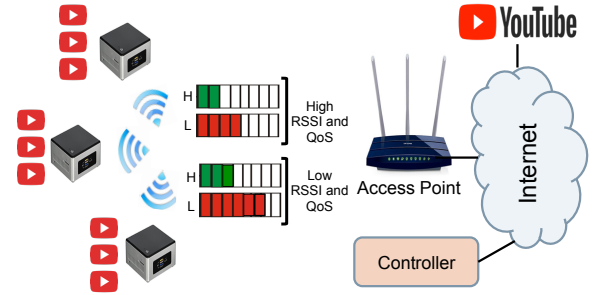 YouTube
H
L
High
RSSI and
QoS
H
L
Low
RSSI and
QoS
Access Point
Internet
Controller